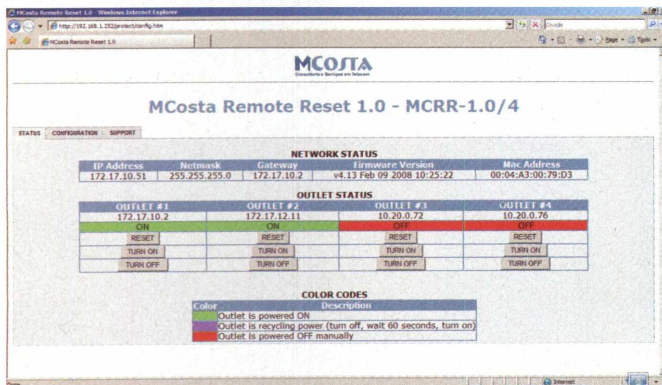 MCosta Remote Reset 1.0 - Windows Internet Explorer
http://192.168.1.252/protect/config.htm
Google
MCosta Remote Reset 1.0
Page
Tools
MCOSTA
Consultoria e Serviços em Telecom
MCosta Remote Reset 1.0 - MCRR-1.0/4
STATUS CONFIGURATION SUPPORT
NETWORK STATUS
IP Address Netmask Gateway Firmware Version Mac Address
172.17.10.51 255.255.255.0 172.17.10.2 v4.13 Feb 09 2008 10:25:22 00:04:A3:00:79:D3
OUTLET STATUS
OUTLET #1 OUTLET #2 OUTLET #3 OUTLET #4
172.17.10.2 172.17.12.11 10.20.0.72 10.20.0.76
ON ON OFF OFF
RESET RESET RESET RESET
TURN ON TURN ON TURN ON TURN ON
TURN OFF TURN OFF TURN OFF TURN OFF
COLOR CODES
Color Description
Outlet is powered ON
Outlet is recycling power (turn off, wait 60 seconds, turn on)
Outlet is powered OFF manually
Internet